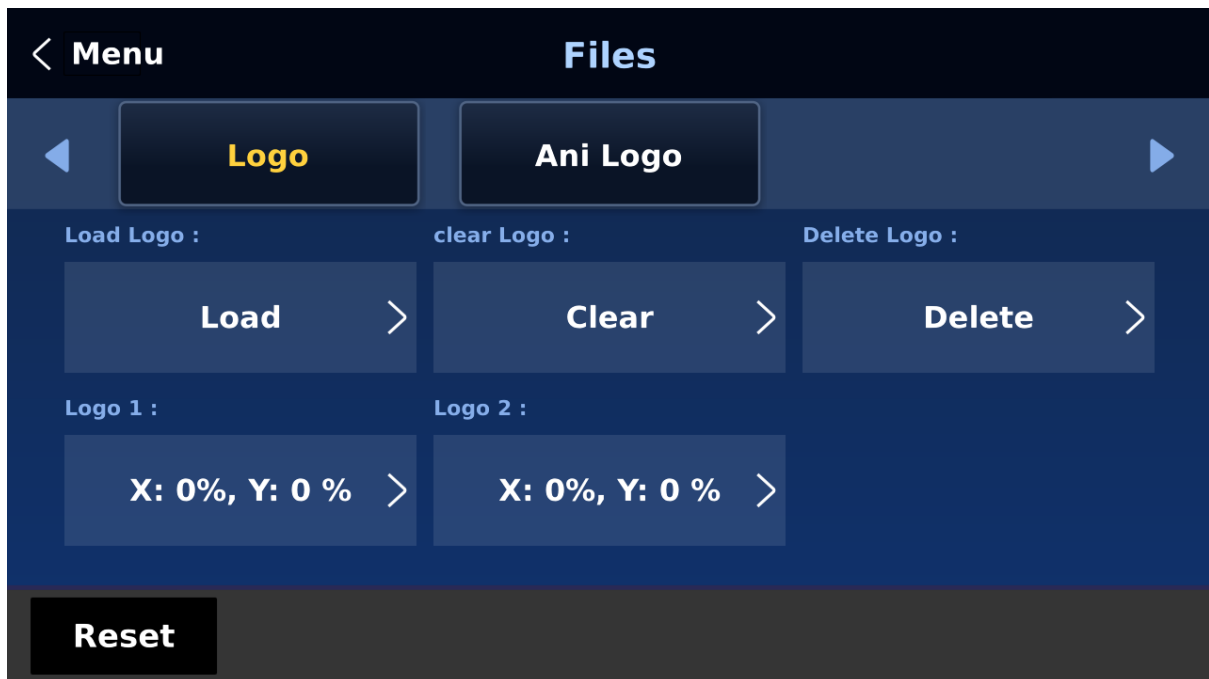 Menu
Files
Logo
Ani Logo
Load Logo :
clear Logo :
Delete Logo :
Load
Clear
Delete
Logo 1 :
Logo 2 :
X: 0%, Y: 0 %
X: 0%, Y: 0 %
Reset